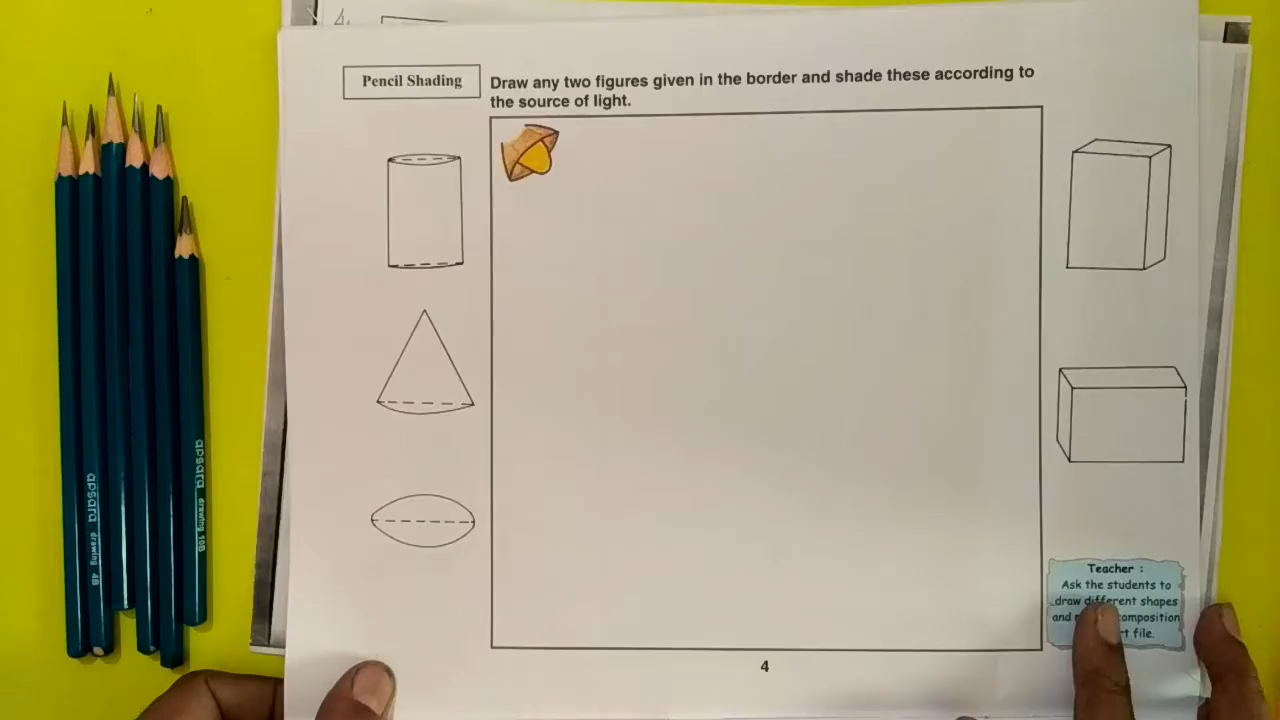 Pencil Shading
Draw any two figures given in the border and shade these according to
the source of light.
Teacher :
Ask the students to
draw different shapes
and composition
file.
4
apsara drawing 4B
apsara drawing 10B